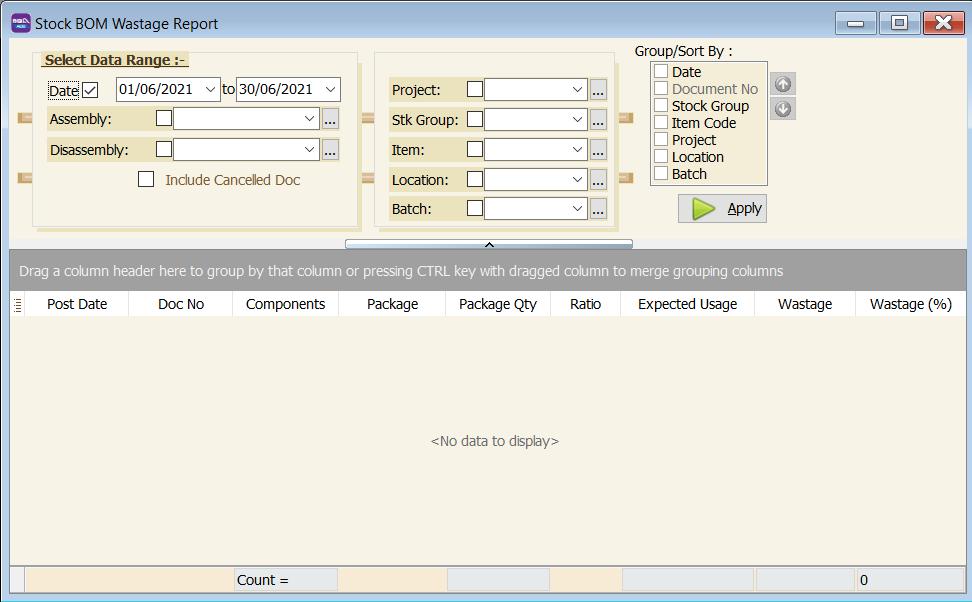 Stock BOM Wastage Report
Select Data Range :-
Date 01/06/2021 to 30/06/2021
Assembly: ...
Disassembly: ...
Include Cancelled Doc
Project: ...
Stk Group: ...
Item: ...
Location: ...
Batch: ...
Group/Sort By :
Date
Document No
Stock Group
Item Code
Project
Location
Batch
Apply
Drag a column header here to group by that column or pressing CTRL key with dragged column to merge grouping columns
Post Date Doc No Components Package Package Qty Ratio Expected Usage Wastage Wastage (%)
<No data to display>
Count = 0